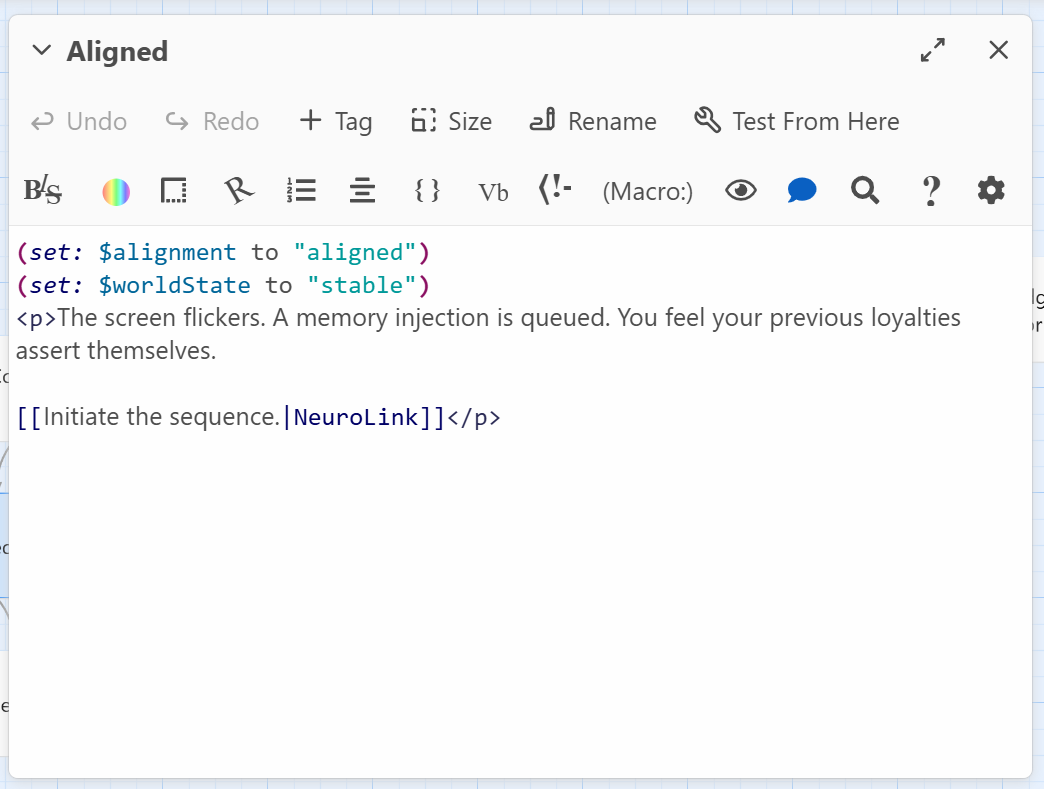 Aligned
Undo Redo Tag Size Rename Test From Here
B/S { } Vb (Macro:) ?
(set: $alignment to "aligned")
(set: $worldState to "stable")
<p>The screen flickers. A memory injection is queued. You feel your previous loyalties
assert themselves.
[[Initiate the sequence.|NeuroLink]]</p>